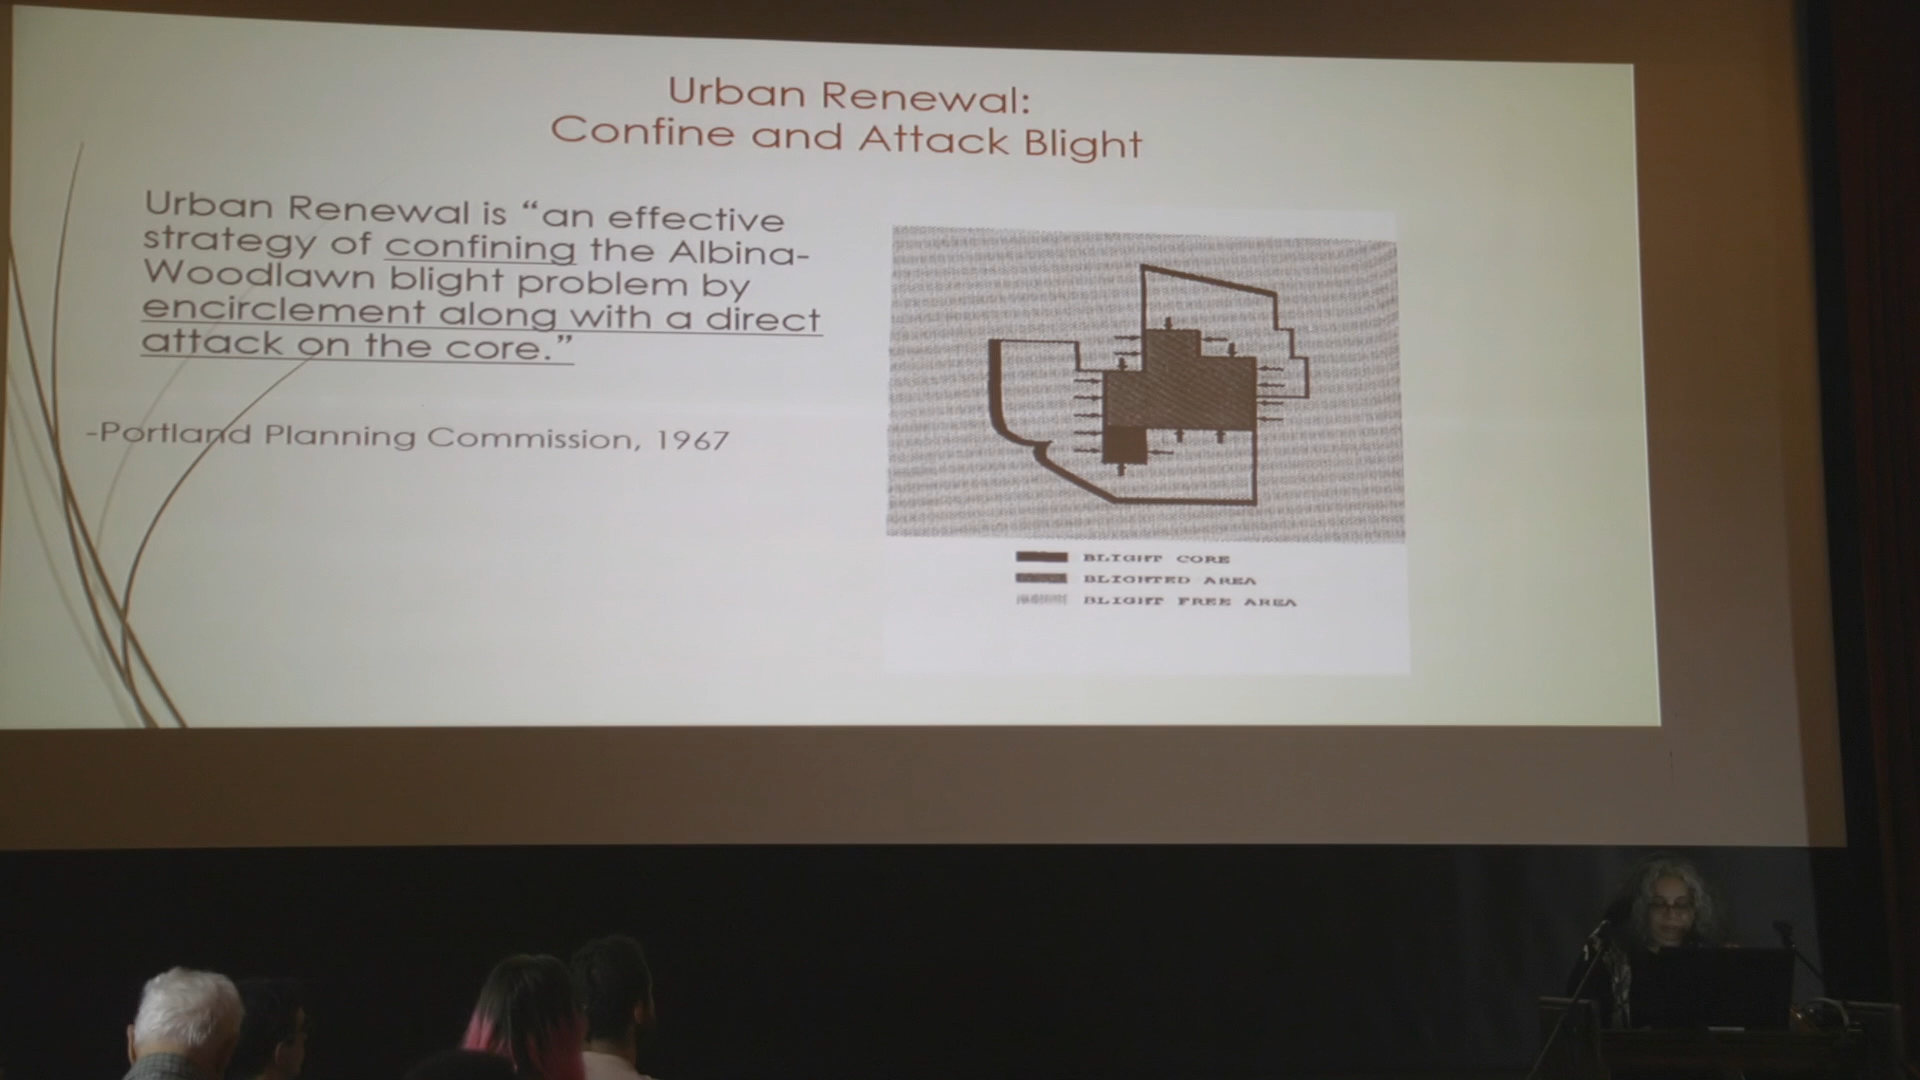 Urban Renewal:
Confine and Attack Blight
Urban Renewal is “an effective
strategy of confining the Albina-
Woodlawn blight problem by
encirclement along with a direct
attack on the core.”
-Portland Planning Commission, 1967
BLIGHT CORE
BLIGHTED AREA
BLIGHT FREE AREA